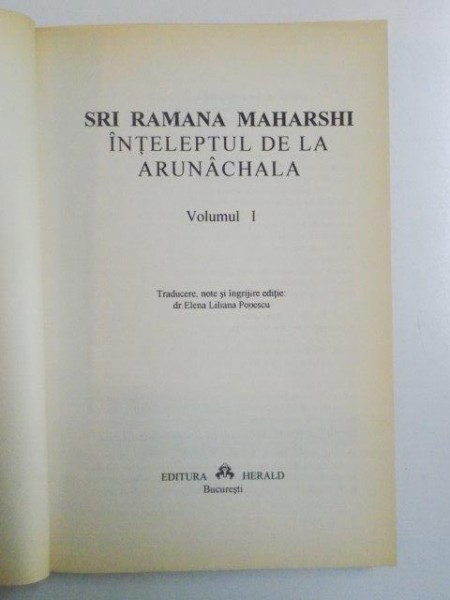 SRI RAMANA MAHARSHI
ÎNȚELEPTUL DE LA
ARUNÂCHALA
Volumul I
Traducere, note și îngrijire ediție:
dr.Elena Liliana Popescu
EDITURA HERALD
București